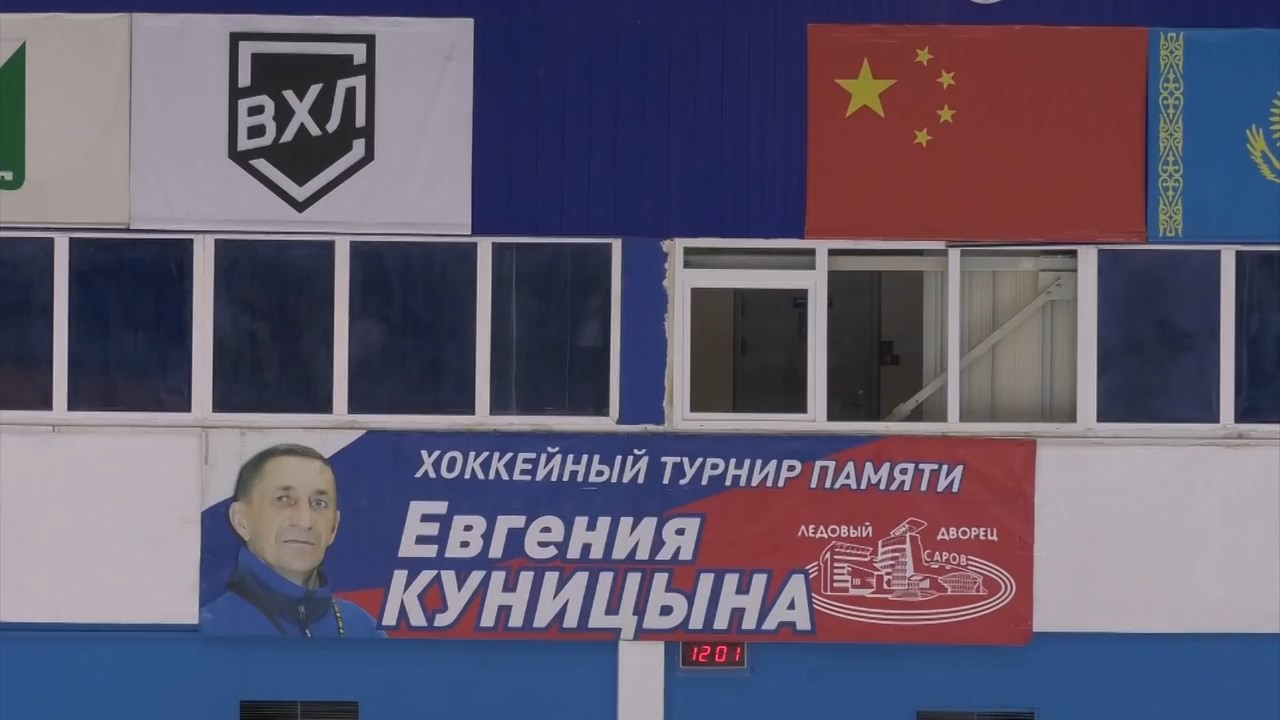 ВХЛ
ХОККЕЙНЫЙ ТУРНИР ПАМЯТИ
Евгения
КУНИЦЫНА
ЛЕДОВЫЙ ДВОРЕЦ
САРОВ
12 01